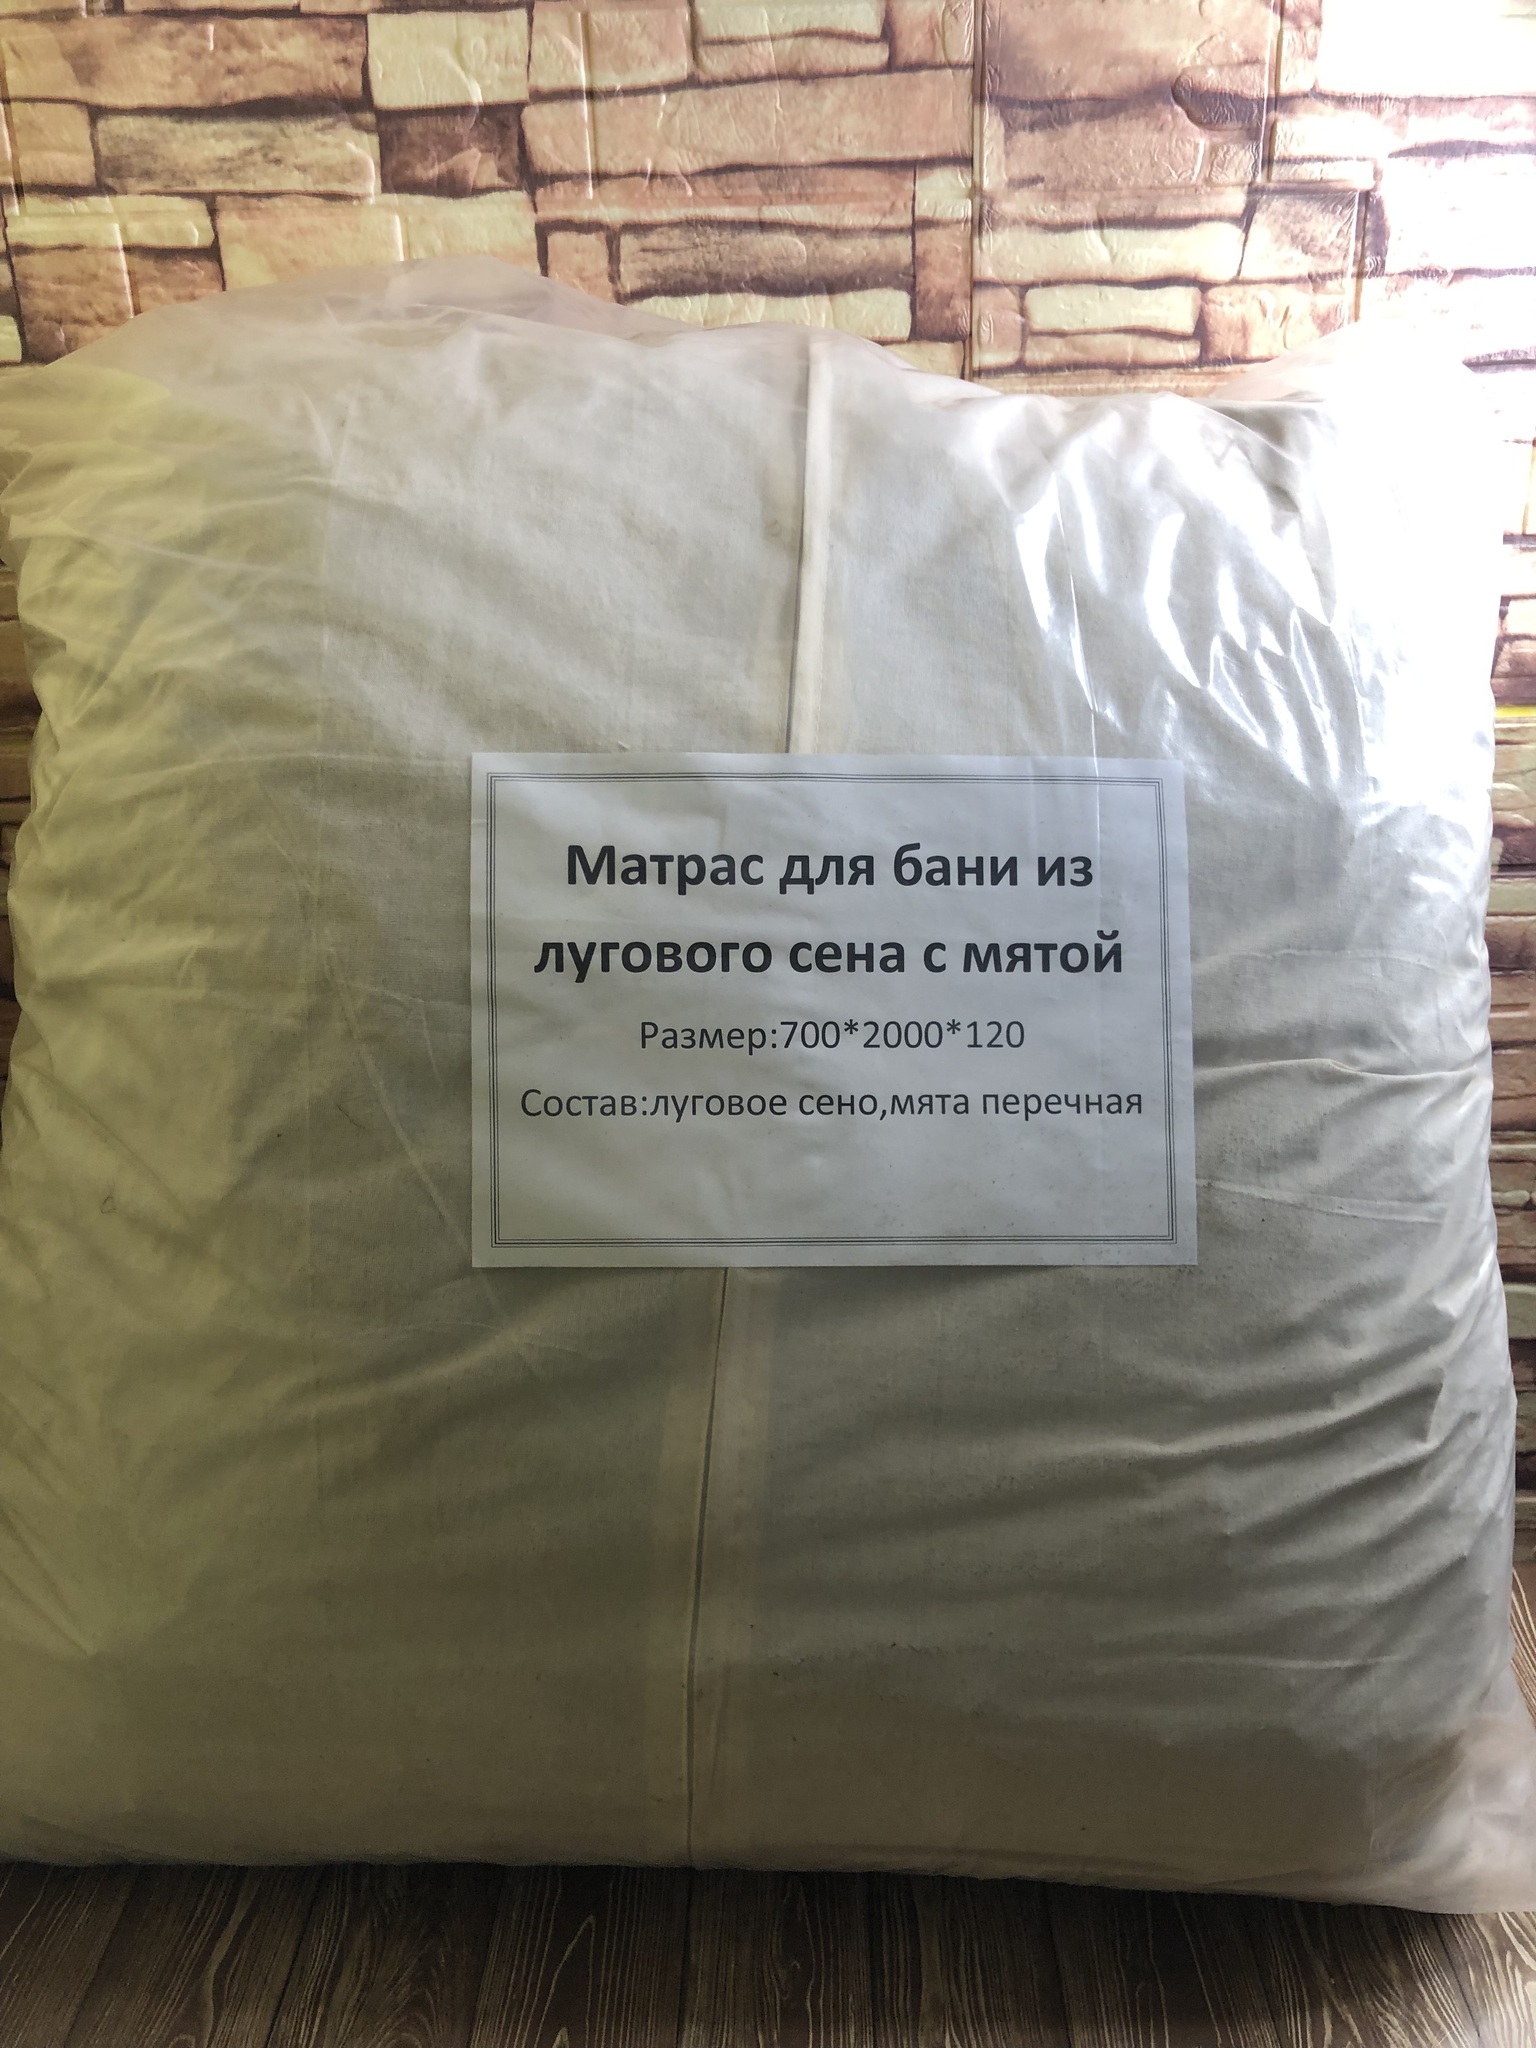 Матрас для бани из
лугового сена с мятой
Размер:700*2000*120
Состав:луговое сено,мята перечная